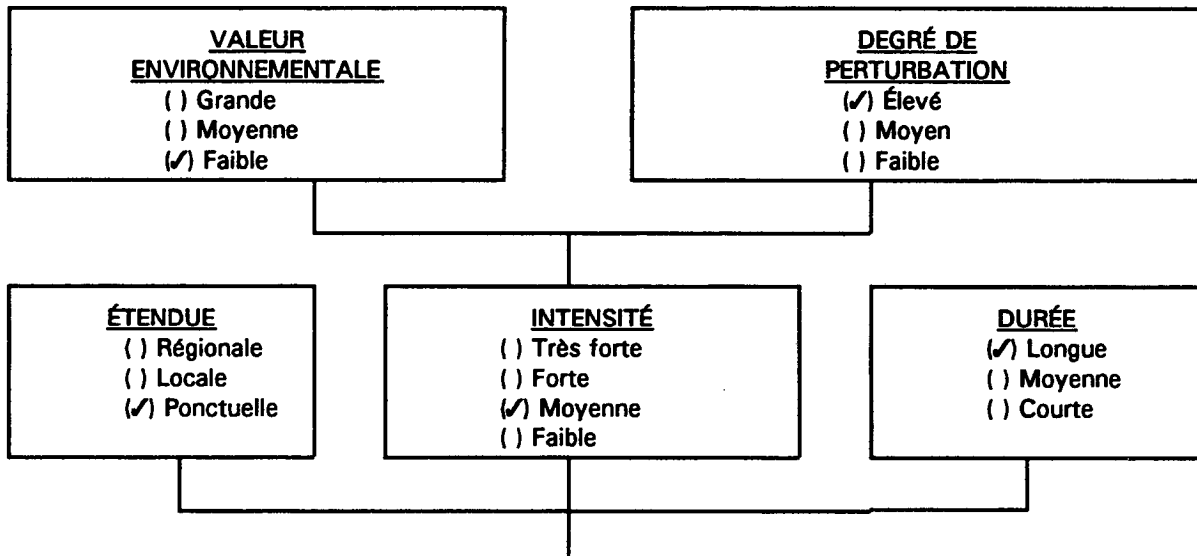 VALEUR
ENVIRONNEMENTALE
( ) Grande
( ) Moyenne
(✓) Faible
DEGRÉ DE
PERTURBATION
(✓) Élevé
( ) Moyen
( ) Faible
ÉTENDUE
( ) Régionale
( ) Locale
(✓) Ponctuelle
INTENSITÉ
( ) Très forte
( ) Forte
(✓) Moyenne
( ) Faible
DURÉE
(✓) Longue
( ) Moyenne
( ) Courte